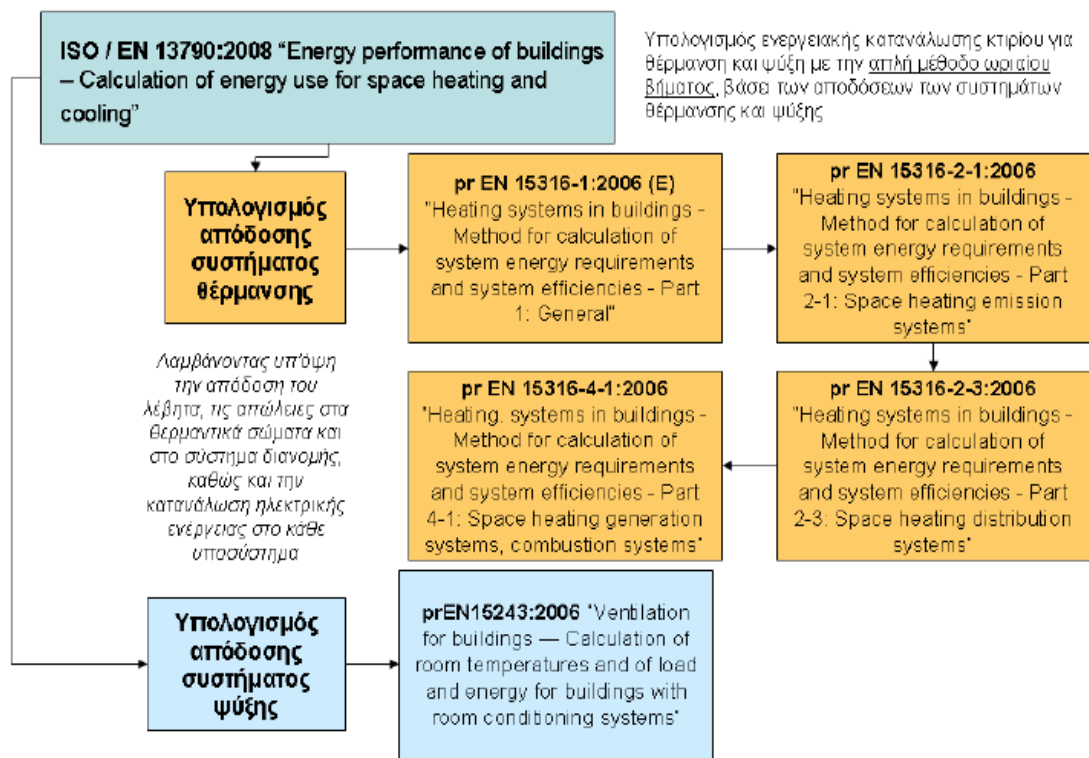 ISO / EN 13790:2008 “Energy performance of buildings
– Calculation of energy use for space heating and
cooling”
Υπολογισμός ενεργειακής κατανάλωσης κτιρίου για
θέρμανση και ψύξη με την απλή μέθοδο ωριαίου
βήματος, βάσει των αποδόσεων των συστημάτων
θέρμανσης και ψύξης
Υπολογισμός
απόδοσης
συστήματος
θέρμανσης
pr EN 15316-1:2006 (E)
"Heating systems in buildings -
Method for calculation of
system energy requirements
and system efficiencies - Part
1: General"
pr EN 15316-2-1:2006
"Heating systems in buildings -
Method for calculation of
system energy requirements
and system efficiencies - Part
2-1: Space heating emission
systems"
Λαμβάνοντας υπ'όψη
την απόδοση του
λέβητα, τις απώλειες στα
θερμαντικά σώματα και
στο σύστημα διανομής,
καθώς και την
κατανάλωση ηλεκτρικής
ενέργειας στο κάθε
υποσύστημα
pr EN 15316-4-1:2006
"Heating. systems in buildings -
Method for calculation of
system energy requirements
and system efficiencies - Part
4-1: Space heating generation
systems, combustion systems"
pr EN 15316-2-3:2006
"Heating systems in buildings -
Method for calculation of
system energy requirements
and system efficiencies - Part
2-3: Space heating distribution
systems"
Υπολογισμός
απόδοσης
συστήματος
ψύξης
prEN15243:2006 "Ventilation
for buildings — Calculation of
room temperatures and of load
and energy for buildings with
room conditioning systems"